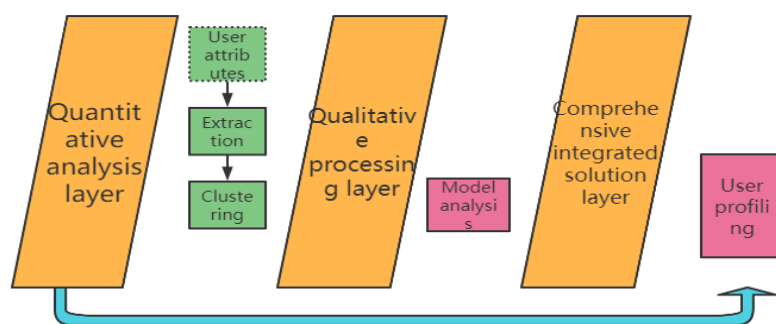 Quantit
ative
analysis
layer
User
attrib
utes
Extrac
tion
Cluste
ring
Qualitativ
e
processin
g layer
Model
analysi
s
Comprehe
nsive
integrated
solution
layer
User
profili
ng